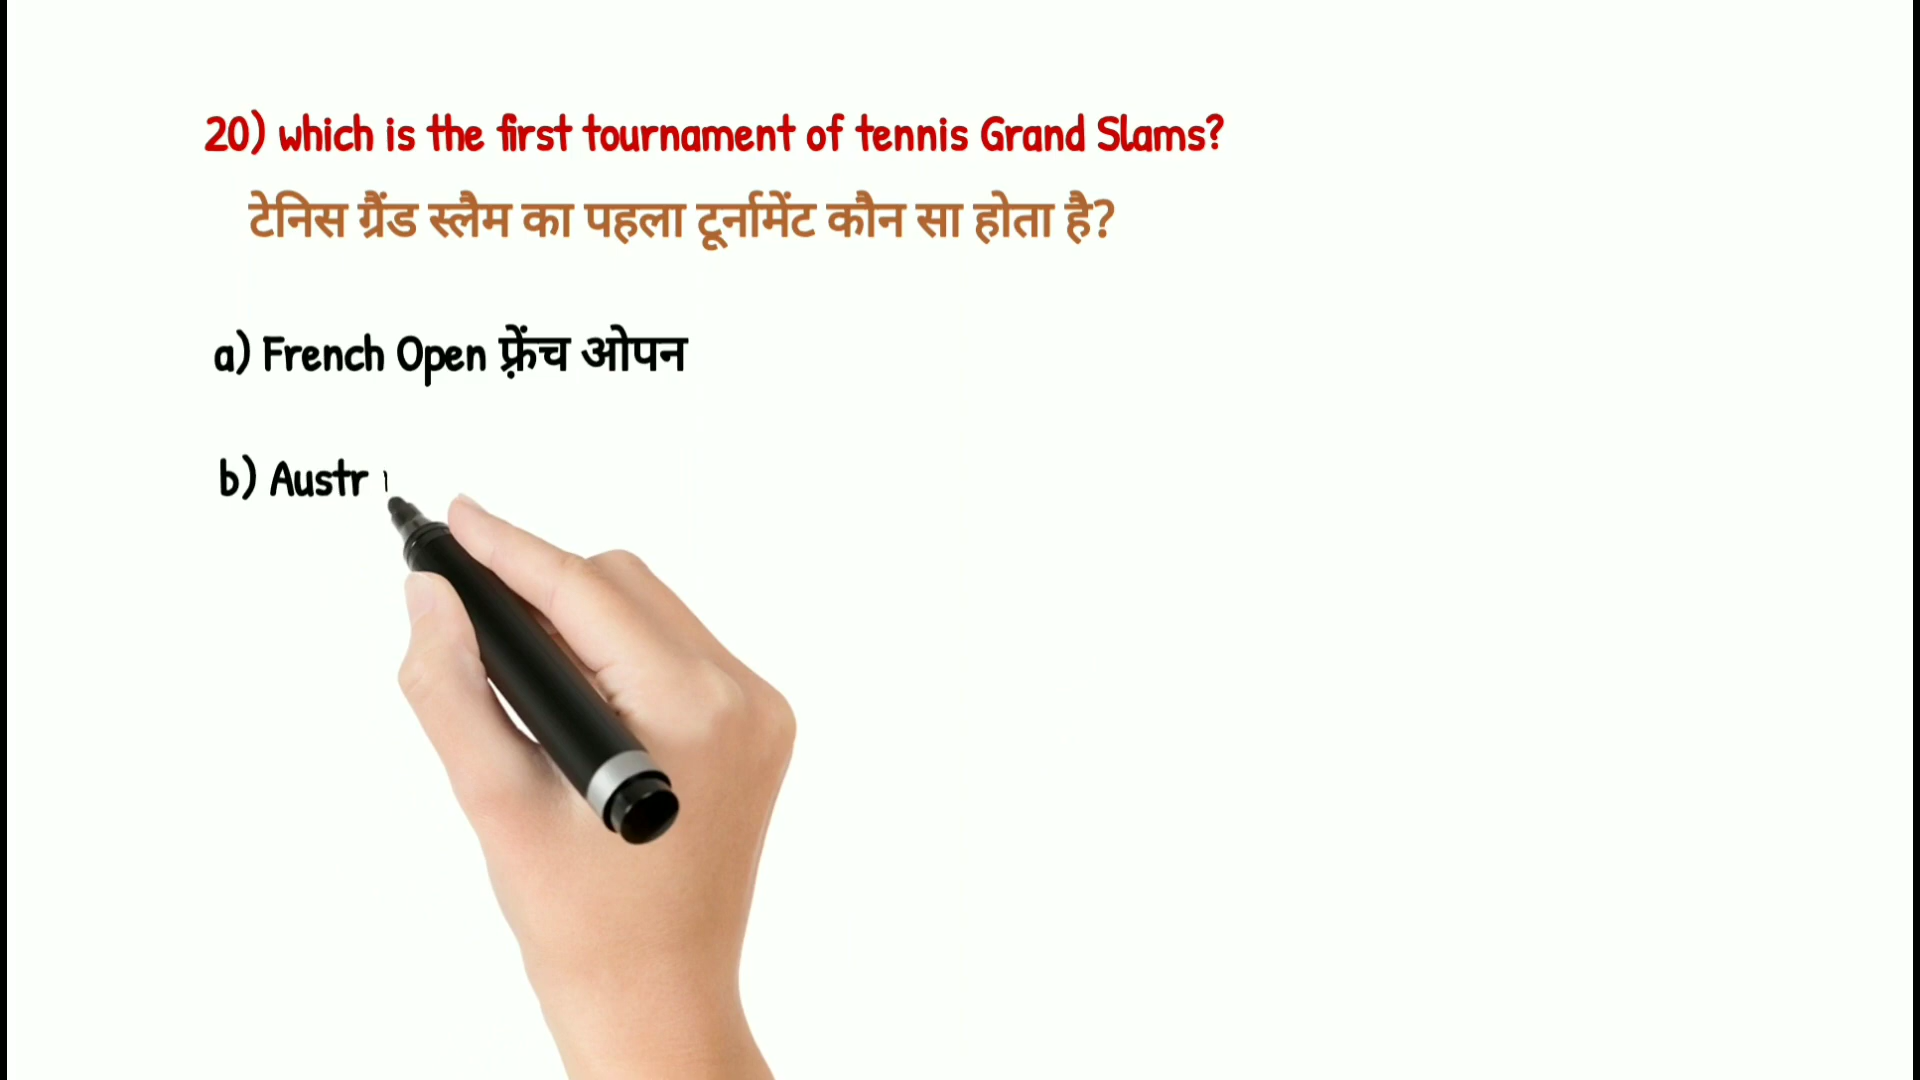 20) which is the first tournament of tennis Grand Slams?
टेनिस ग्रैंड स्लैम का पहला टूर्नामेंट कौन सा होता है?
a) French Open फ़्रेंच ओपन
b) Austr